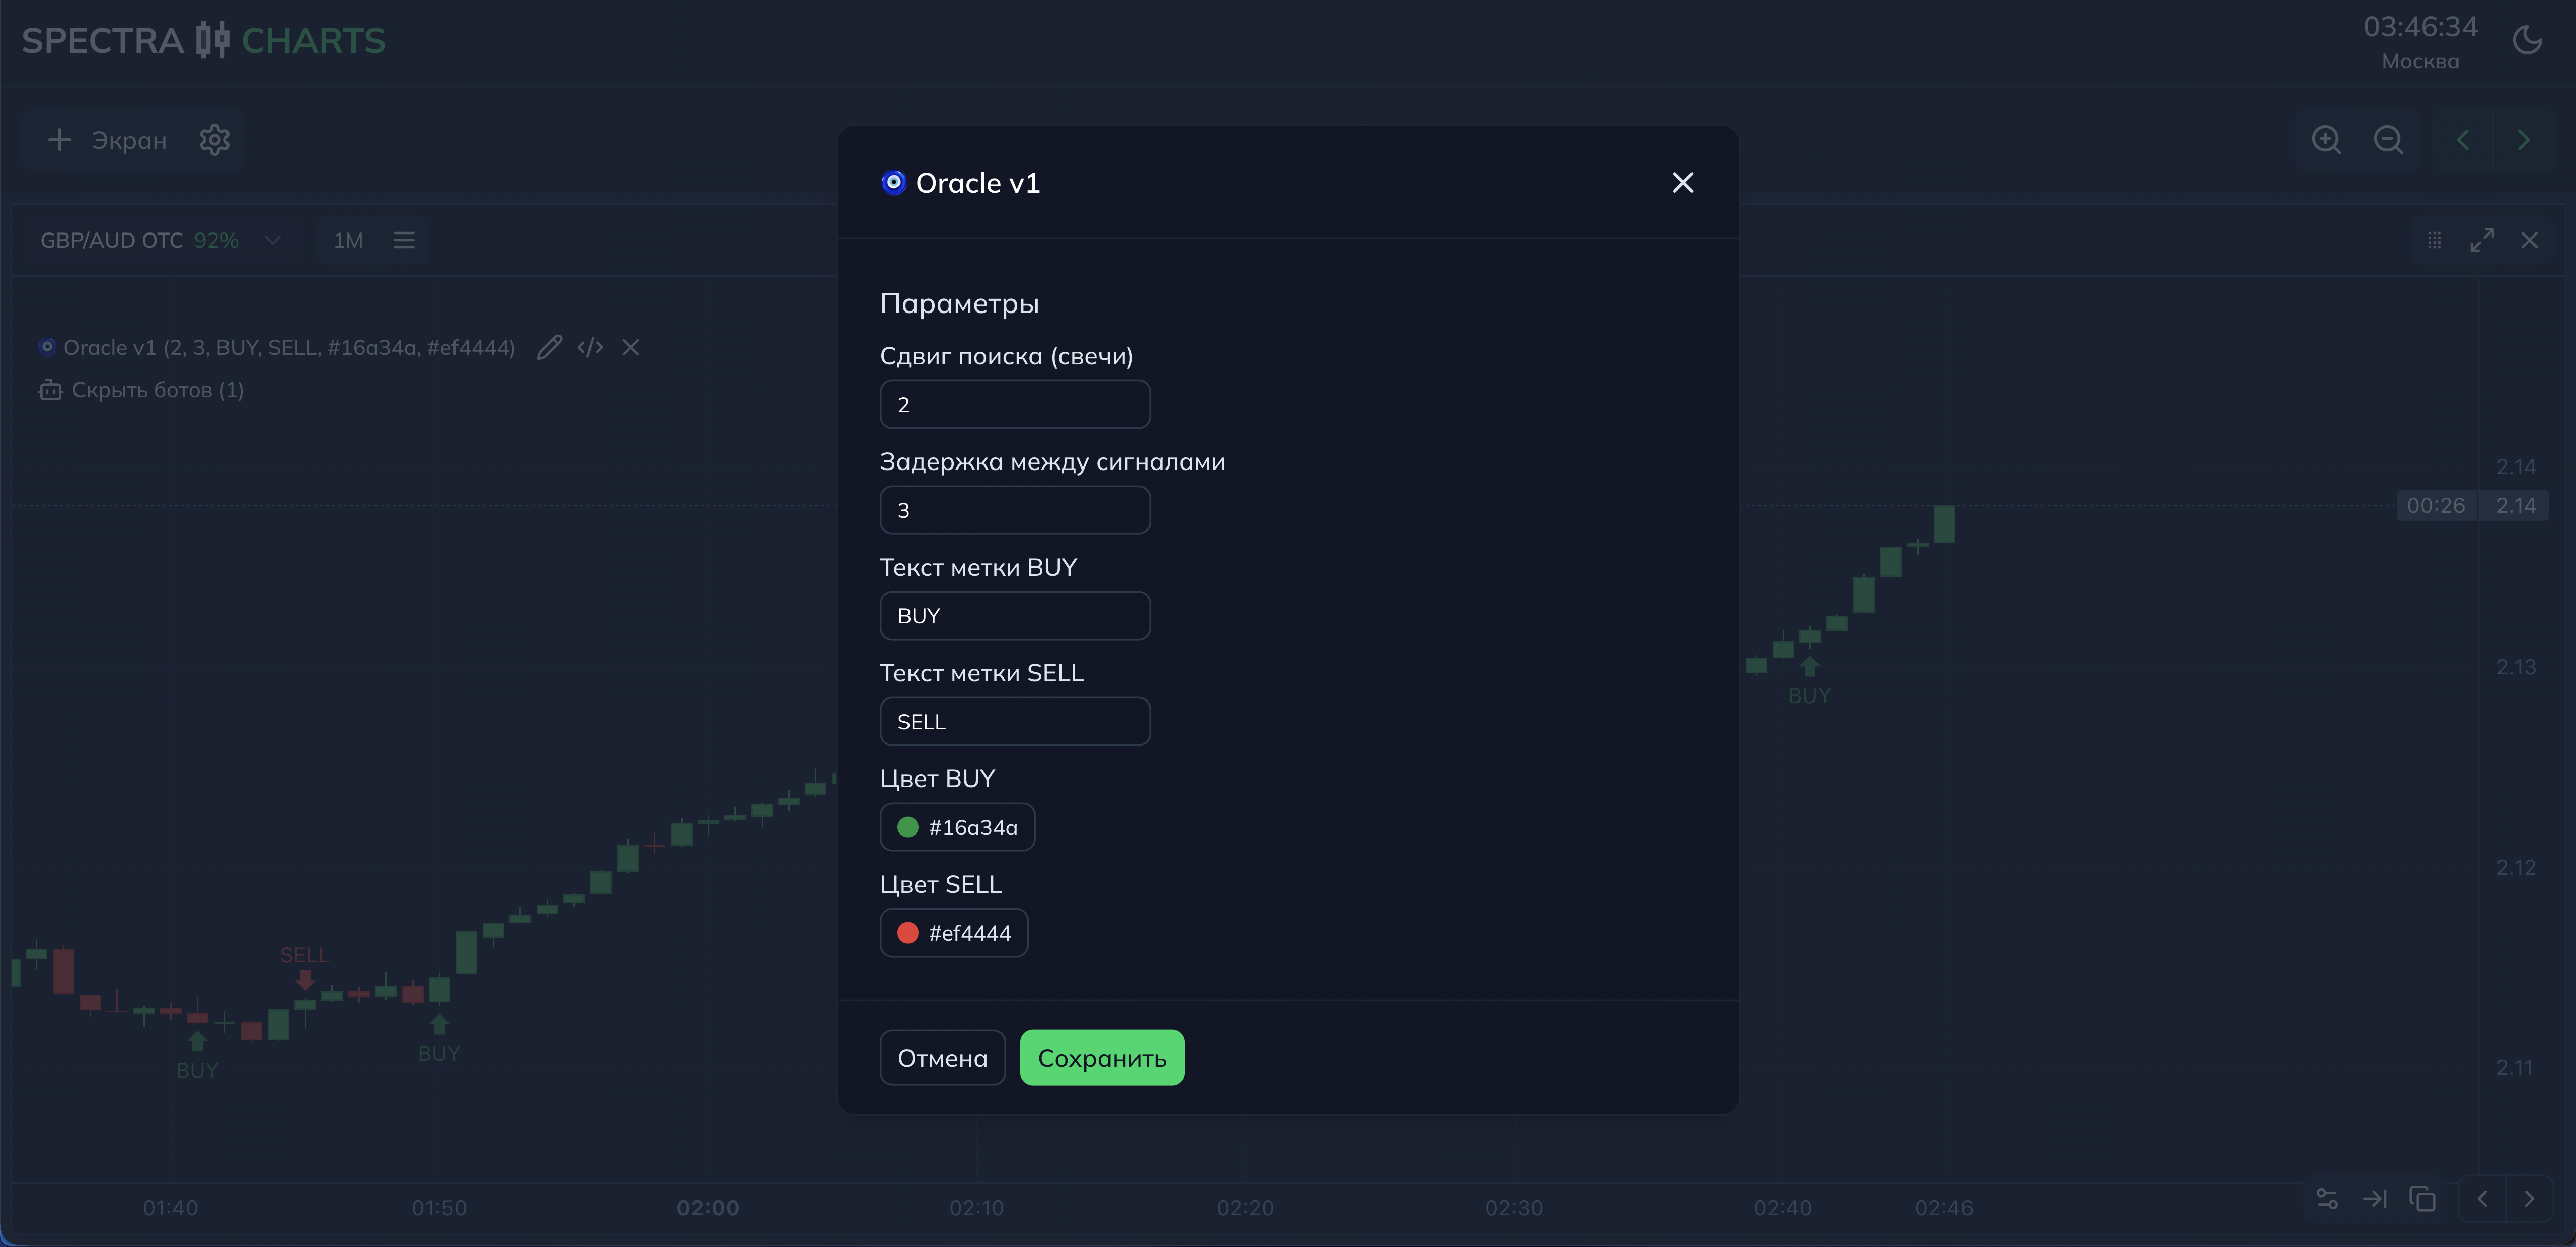 SPECTRA CHARTS
03:46:34
Москва
Экран
GBP/AUD OTC 92%
1M
Oracle v1 (2, 3, BUY, SELL, #16a34a, #ef4444)
Скрыть ботов (1)
Oracle v1
Параметры
Сдвиг поиска (свечи)
2
Задержка между сигналами
3
Текст метки BUY
BUY
Текст метки SELL
SELL
Цвет BUY
#16a34a
Цвет SELL
#ef4444
Отмена
Сохранить
SELL
BUY
BUY
BUY
2.14
00:26 2.14
2.13
2.12
2.11
01:40
01:50
02:00
02:10
02:20
02:30
02:40
02:46